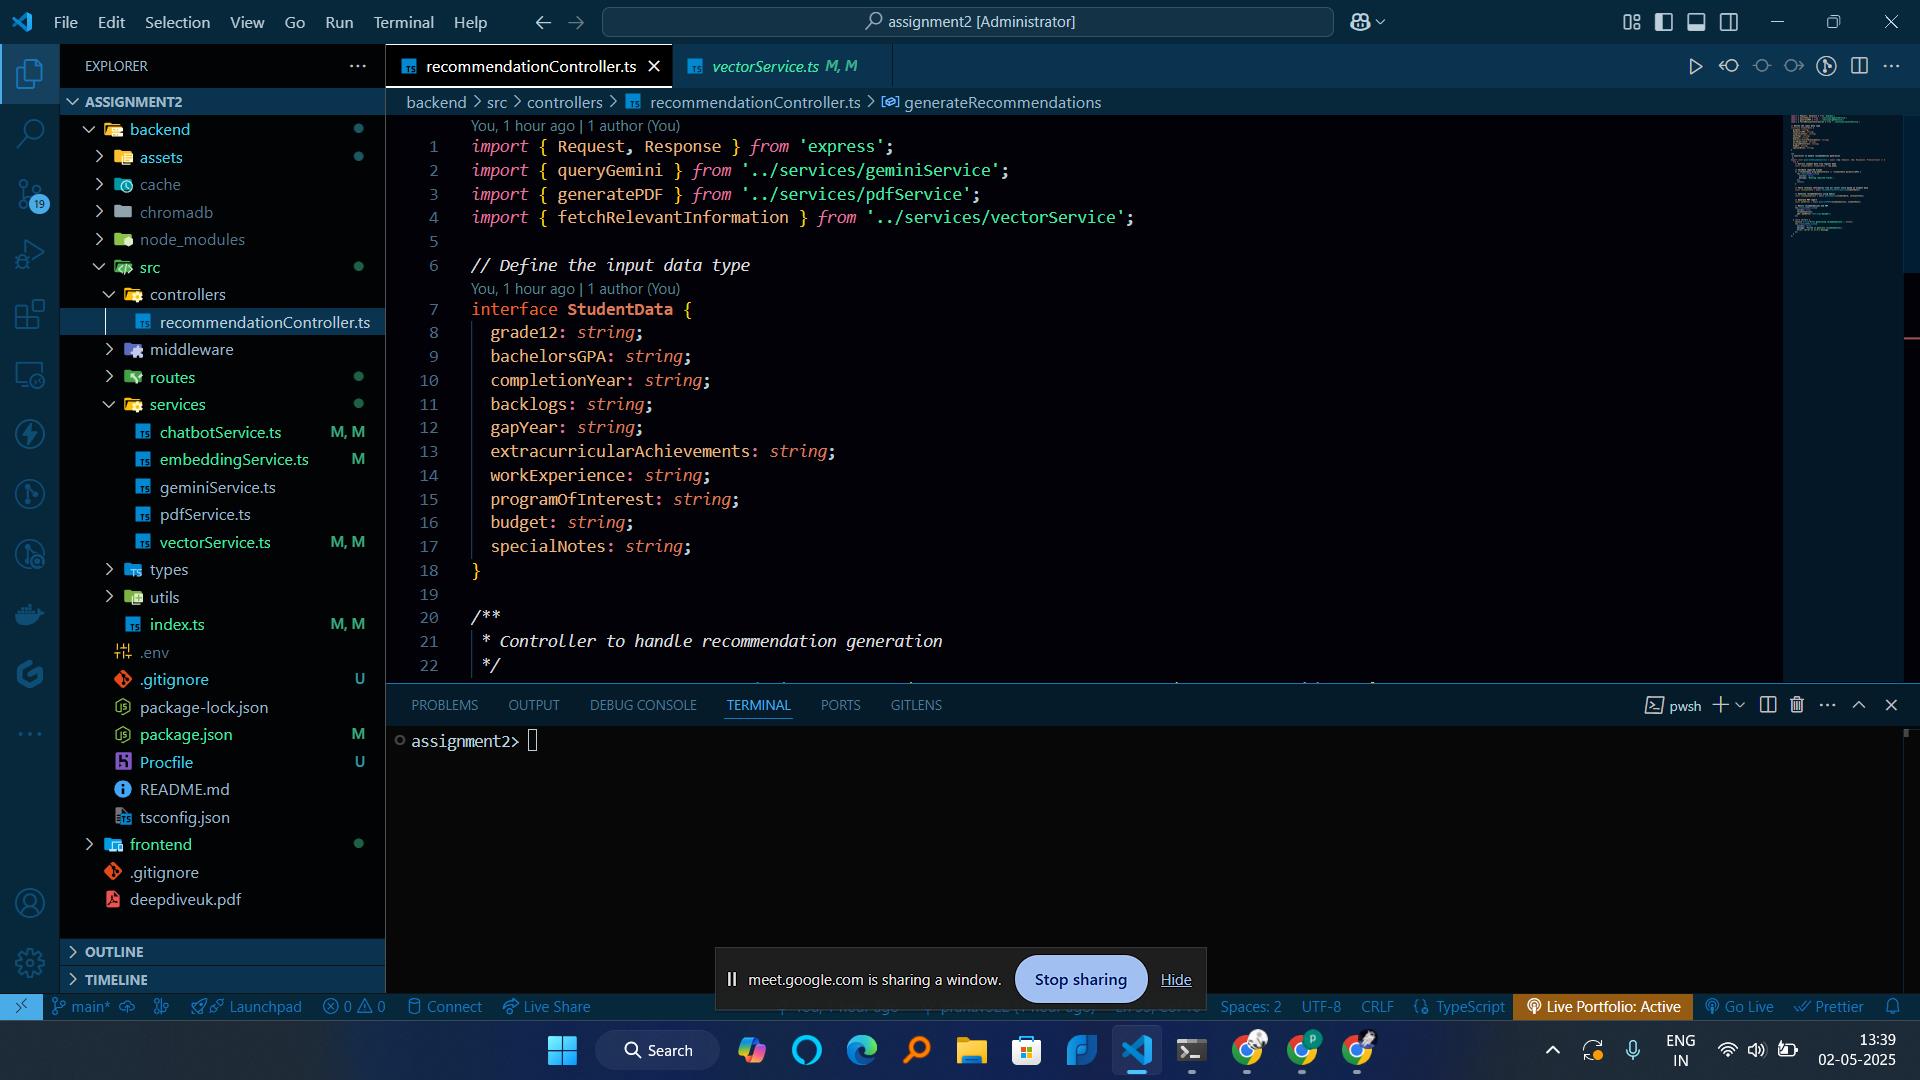 File Edit Selection View Go Run Terminal Help
assignment2 [Administrator]
EXPLORER
ASSIGNMENT2
backend
assets
cache
chromadb
node_modules
src
controllers
recommendationController.ts
middleware
routes
services
chatbotService.ts M, M
embeddingService.ts M
geminiService.ts
pdfService.ts
vectorService.ts M, M
types
utils
index.ts M, M
.env
.gitignore U
package-lock.json
package.json M
Procfile U
README.md
tsconfig.json
frontend
.gitignore
deepdiveuk.pdf
OUTLINE
TIMELINE
19
recommendationController.ts vectorService.ts M, M
backend > src > controllers > recommendationController.ts > generateRecommendations
You, 1 hour ago | 1 author (You)
1 import { Request, Response } from 'express';
2 import { queryGemini } from '../services/geminiService';
3 import { generatePDF } from '../services/pdfService';
4 import { fetchRelevantInformation } from '../services/vectorService';
5
6 // Define the input data type
You, 1 hour ago | 1 author (You)
7 interface StudentData {
8 grade12: string;
9 bachelorsGPA: string;
10 completionYear: string;
11 backlogs: string;
12 gapYear: string;
13 extracurricularAchievements: string;
14 workExperience: string;
15 programOfInterest: string;
16 budget: string;
17 specialNotes: string;
18 }
19
20 /**
21 * Controller to handle recommendation generation
22 */
PROBLEMS OUTPUT DEBUG CONSOLE TERMINAL PORTS GITLENS
pwsh
assignment2>
meet.google.com is sharing a window. Stop sharing Hide
main* Launchpad 0 0 Connect Live Share
Spaces: 2 UTF-8 CRLF {} TypeScript Live Portfolio: Active Go Live Prettier
Search
ENG
IN
13:39
02-05-2025